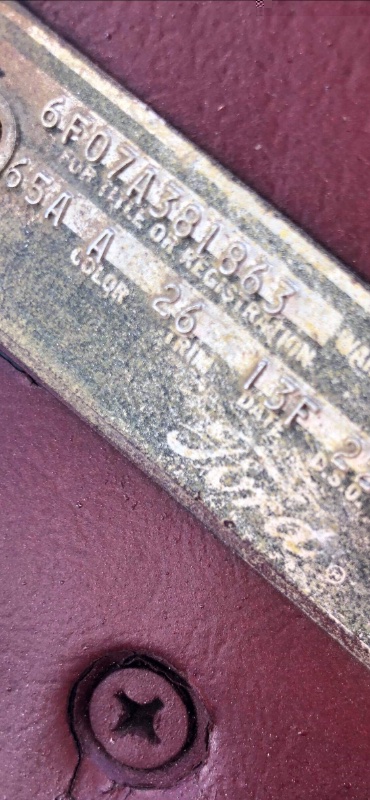 6F07A381863
FOR TITLE OR REGISTRATION
65A A 26 13F
COLOR TRIM DATE D.S.O.
Ford ®